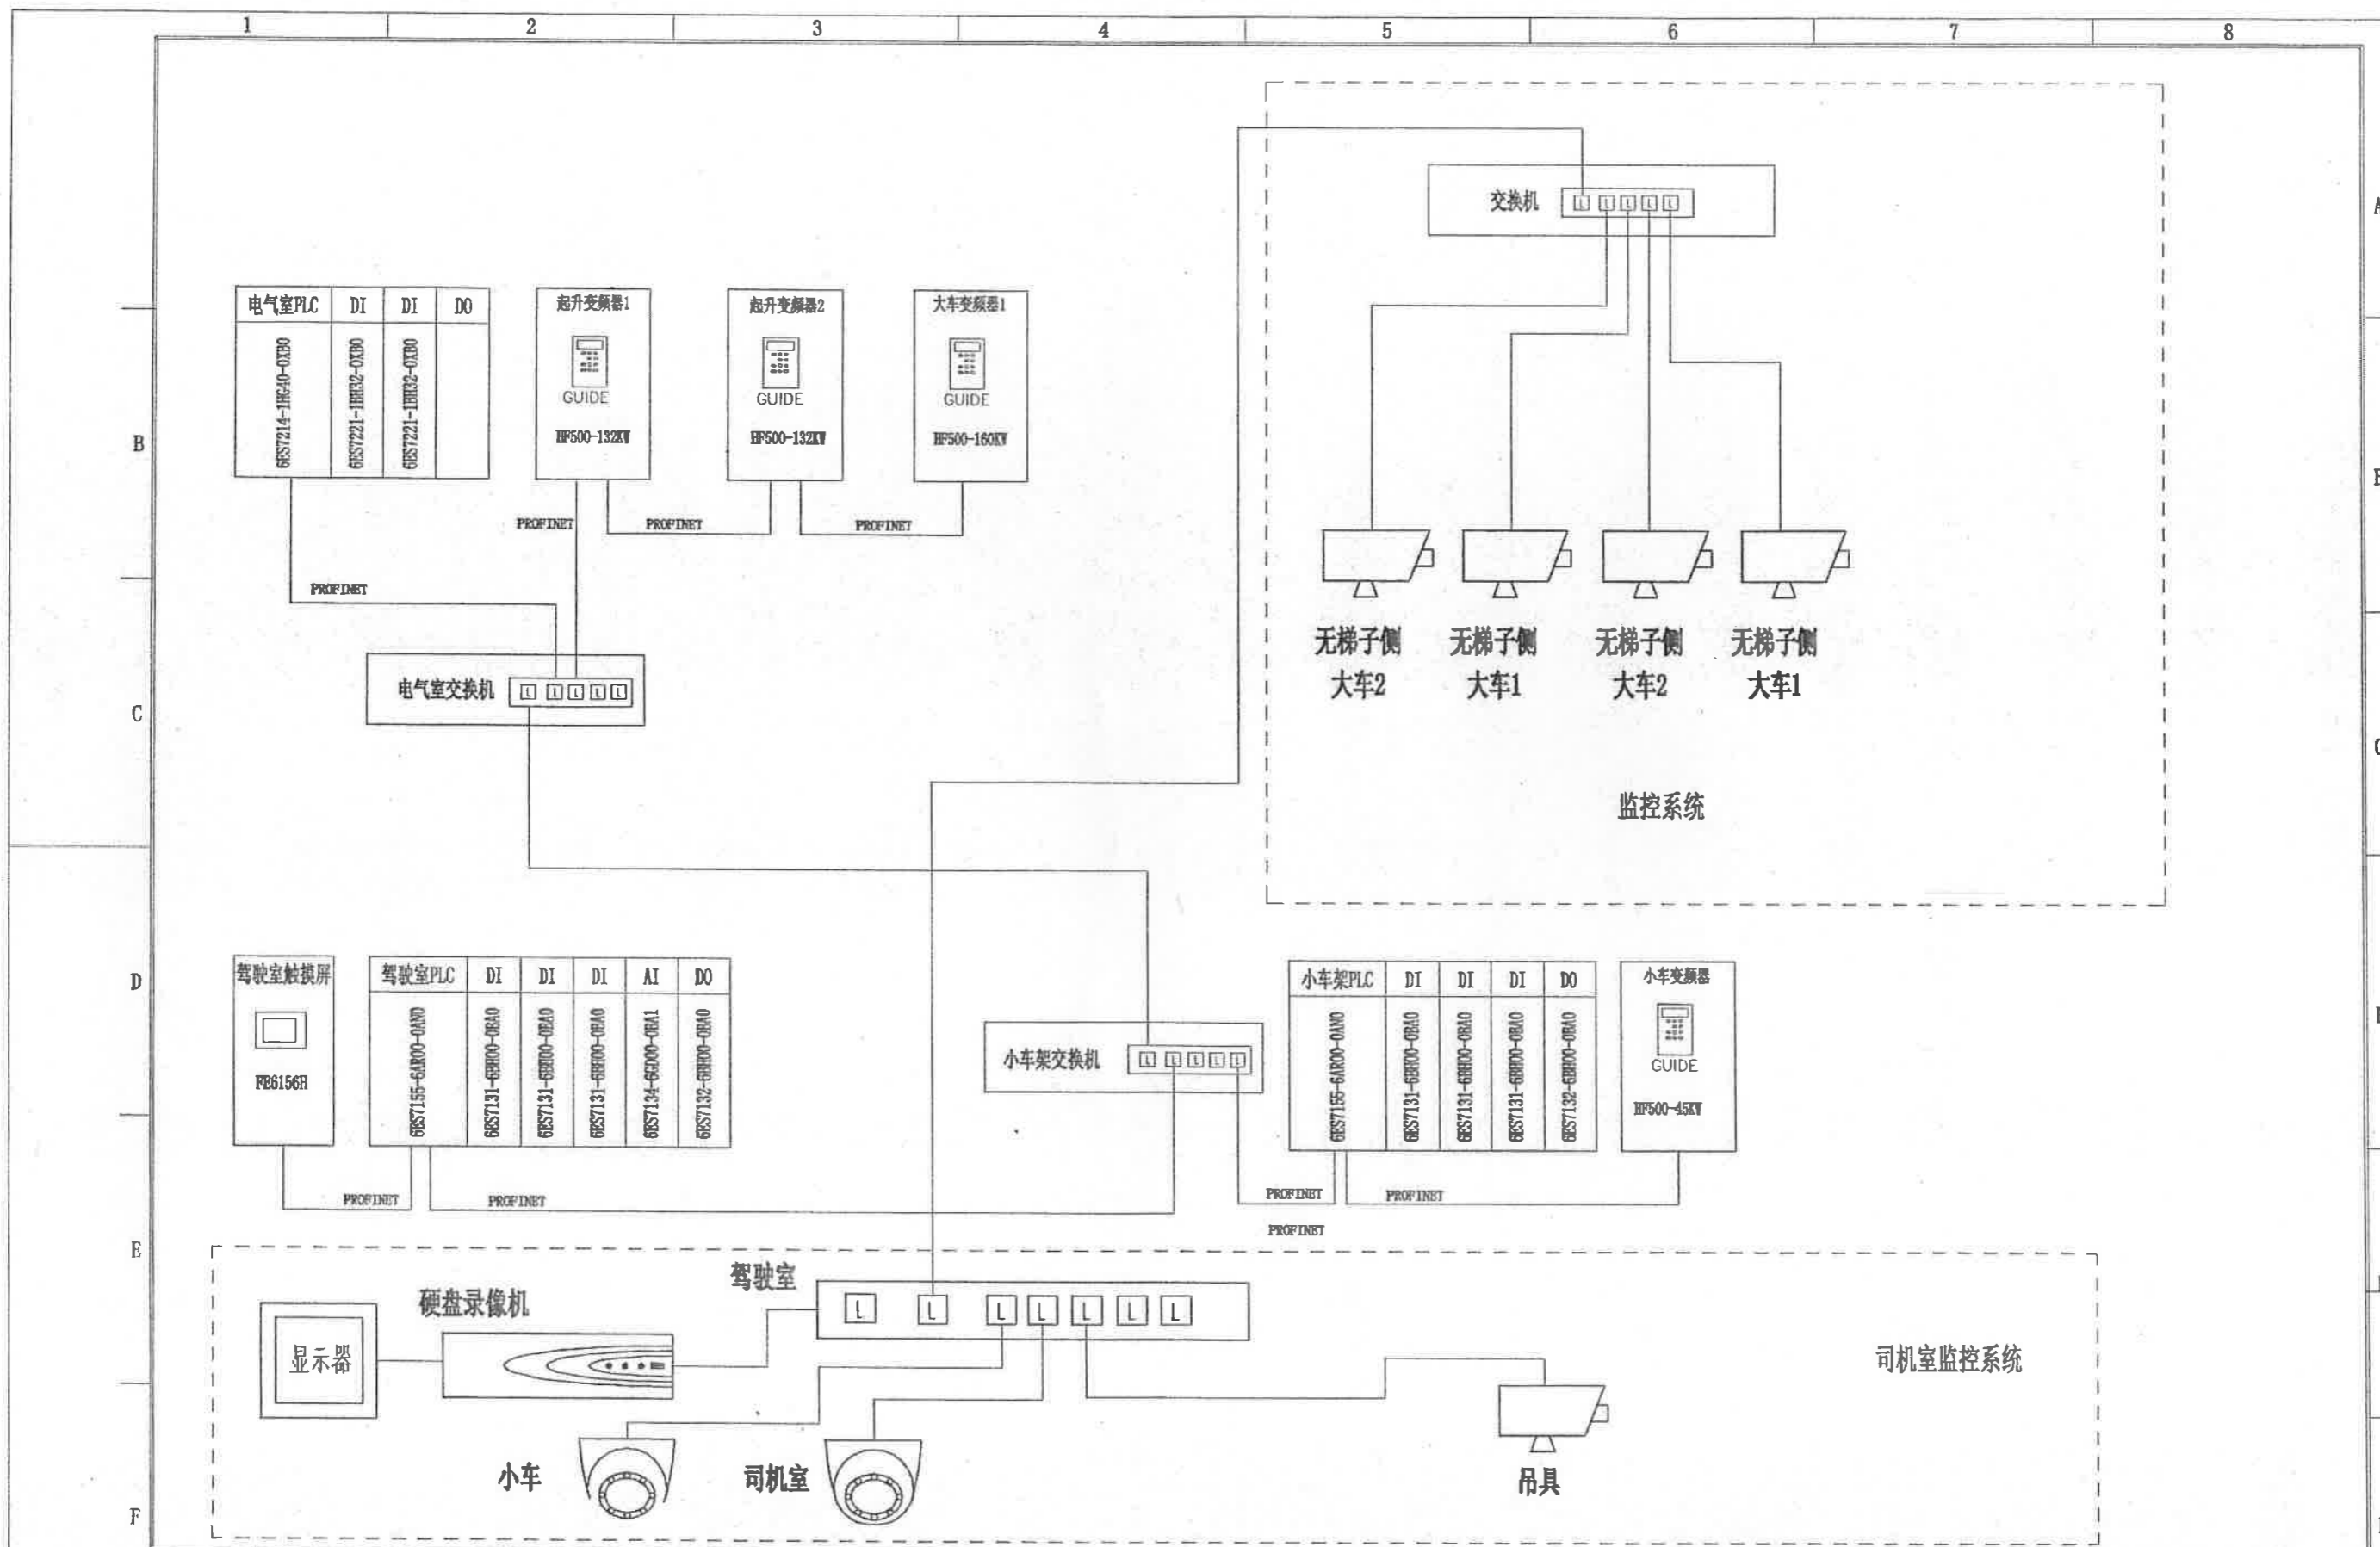 1 2 3 4 5 6 7 8
A
B
C
D
E
F
交换机
L L L L L
电气室PLC DI DI DO
6ES7214-1HG40-0XB0
6ES7221-1BH32-0XB0
6ES7221-1BH32-0XB0
起升变频器1
GUIDE
HF500-132KW
起升变频器2
GUIDE
HF500-132KW
大车变频器1
GUIDE
HF500-160KW
PROFINET
PROFINET
PROFINET
PROFINET
电气室交换机
L L L L L
无梯子侧
大车2
无梯子侧
大车1
无梯子侧
大车2
无梯子侧
大车1
监控系统
驾驶室触摸屏
FE6156H
驾驶室PLC DI DI DI AI DO
6ES7155-6AR00-0AN0
6ES7131-6BH00-0BA0
6ES7131-6BH00-0BA0
6ES7131-6BH00-0BA0
6ES7134-6GD00-0BA1
6ES7132-6BH00-0BA0
小车架交换机
L L L L L
小车架PLC DI DI DI DO
6ES7155-6AR00-0AN0
6ES7131-6BH00-0BA0
6ES7131-6BH00-0BA0
6ES7131-6BH00-0BA0
6ES7132-6BH00-0BA0
小车变频器
GUIDE
HF500-45KW
PROFINET
PROFINET
PROFINET
PROFINET
PROFINET
驾驶室
L L L L L L L
硬盘录像机
显示器
司机室监控系统
小车
司机室
吊具